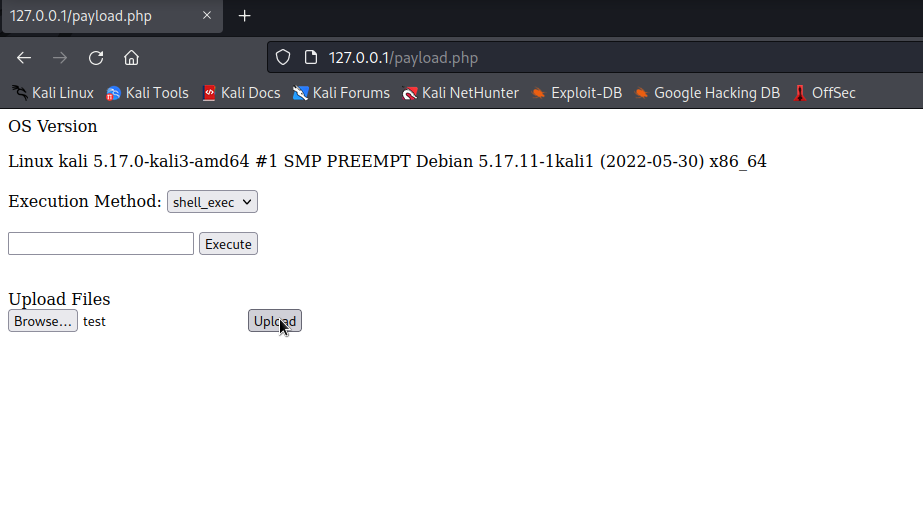 127.0.0.1/payload.php
127.0.0.1/payload.php
Kali Linux Kali Tools Kali Docs Kali Forums Kali NetHunter Exploit-DB Google Hacking DB OffSec
OS Version
Linux kali 5.17.0-kali3-amd64 #1 SMP PREEMPT Debian 5.17.11-1kali1 (2022-05-30) x86_64
Execution Method: shell_exec
Execute
Upload Files
Browse... test Upload